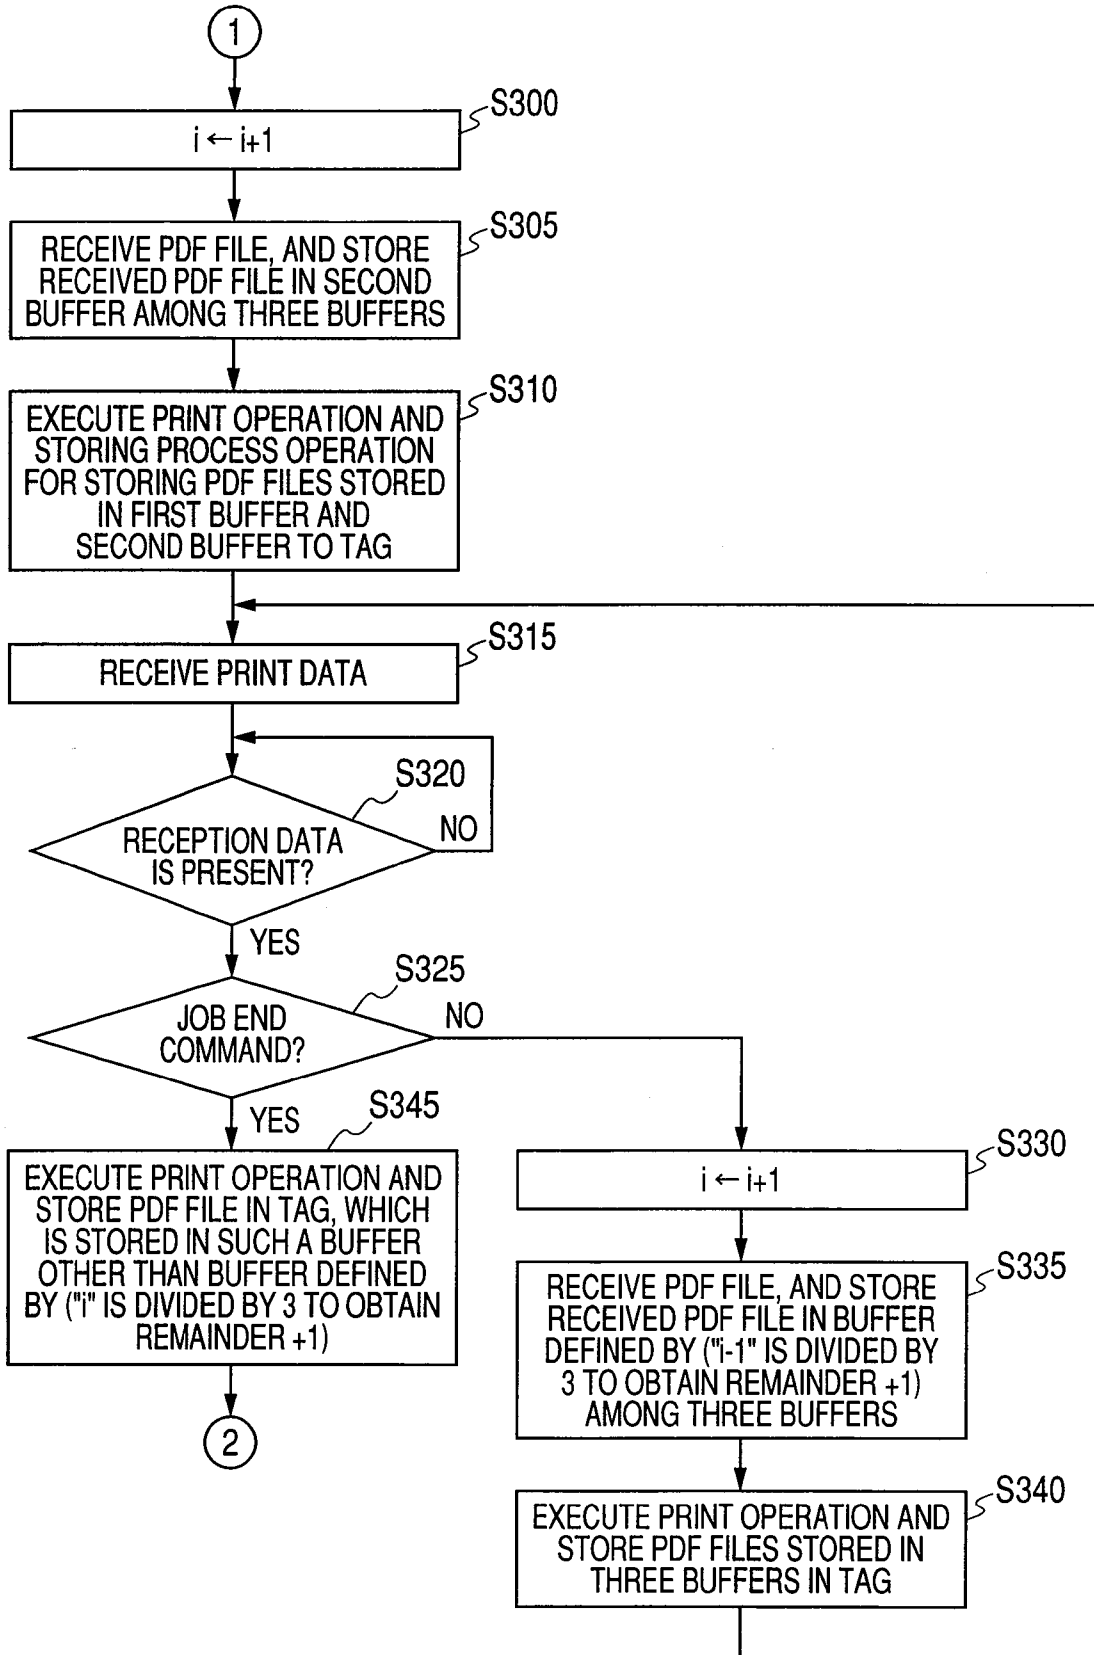 1
S300
i ← i+1
S305
RECEIVE PDF FILE, AND STORE
RECEIVED PDF FILE IN SECOND
BUFFER AMONG THREE BUFFERS
S310
EXECUTE PRINT OPERATION AND
STORING PROCESS OPERATION
FOR STORING PDF FILES STORED
IN FIRST BUFFER AND
SECOND BUFFER TO TAG
S315
RECEIVE PRINT DATA
S320
RECEPTION DATA
IS PRESENT?
NO
YES
S325
JOB END
COMMAND?
NO
YES
S345
EXECUTE PRINT OPERATION AND
STORE PDF FILE IN TAG, WHICH
IS STORED IN SUCH A BUFFER
OTHER THAN BUFFER DEFINED
BY ("i" IS DIVIDED BY 3 TO OBTAIN
REMAINDER +1)
2
S330
i ← i+1
S335
RECEIVE PDF FILE, AND STORE
RECEIVED PDF FILE IN BUFFER
DEFINED BY ("i-1" IS DIVIDED BY
3 TO OBTAIN REMAINDER +1)
AMONG THREE BUFFERS
S340
EXECUTE PRINT OPERATION AND
STORE PDF FILES STORED IN
THREE BUFFERS IN TAG